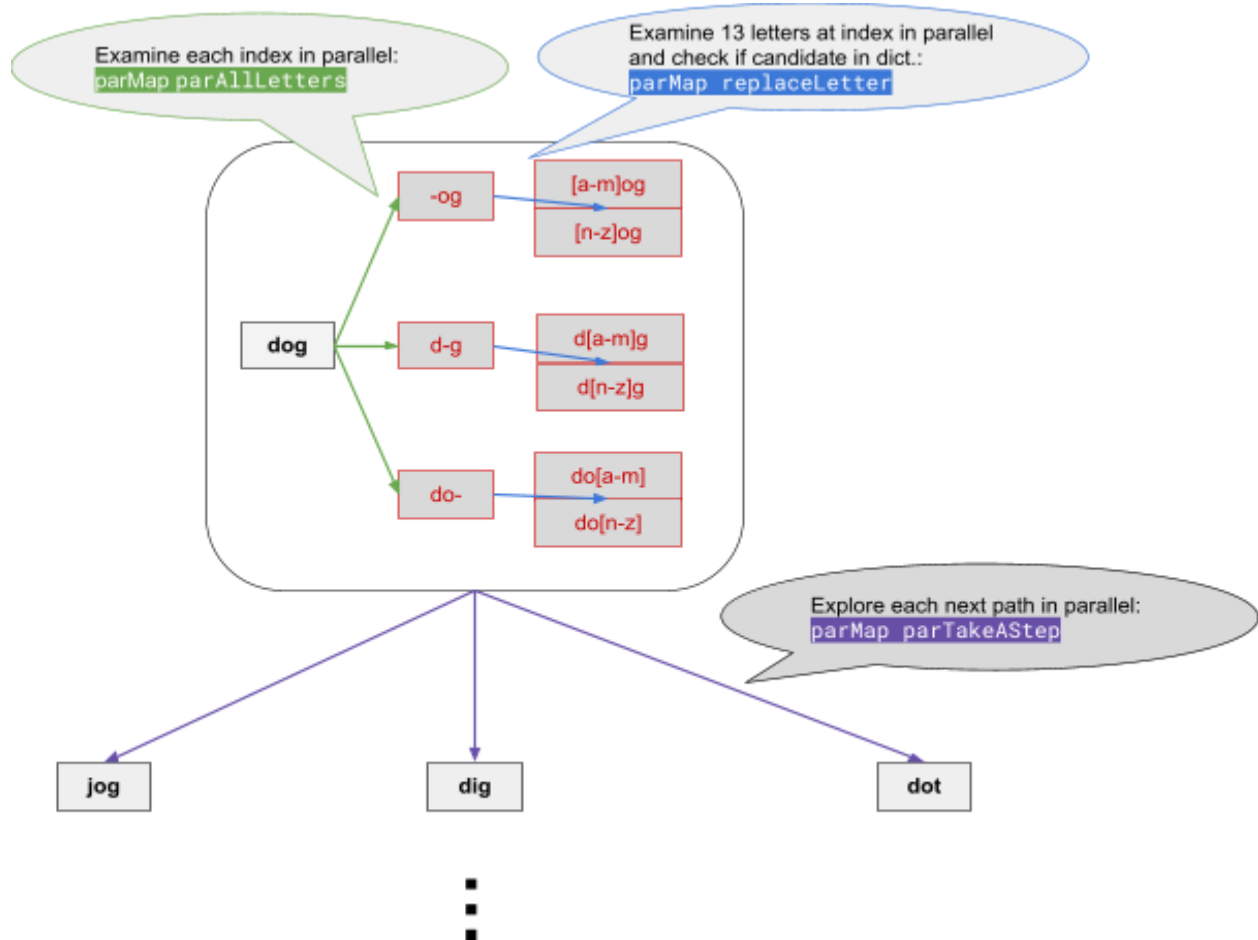 Examine each index in parallel:
parMap parAllLetters
Examine 13 letters at index in parallel
and check if candidate in dict.:
parMap replaceLetter
-og
[a-m]og
[n-z]og
dog
d-g
d[a-m]g
d[n-z]g
do-
do[a-m]
do[n-z]
Explore each next path in parallel:
parMap parTakeAStep
jog
dig
dot